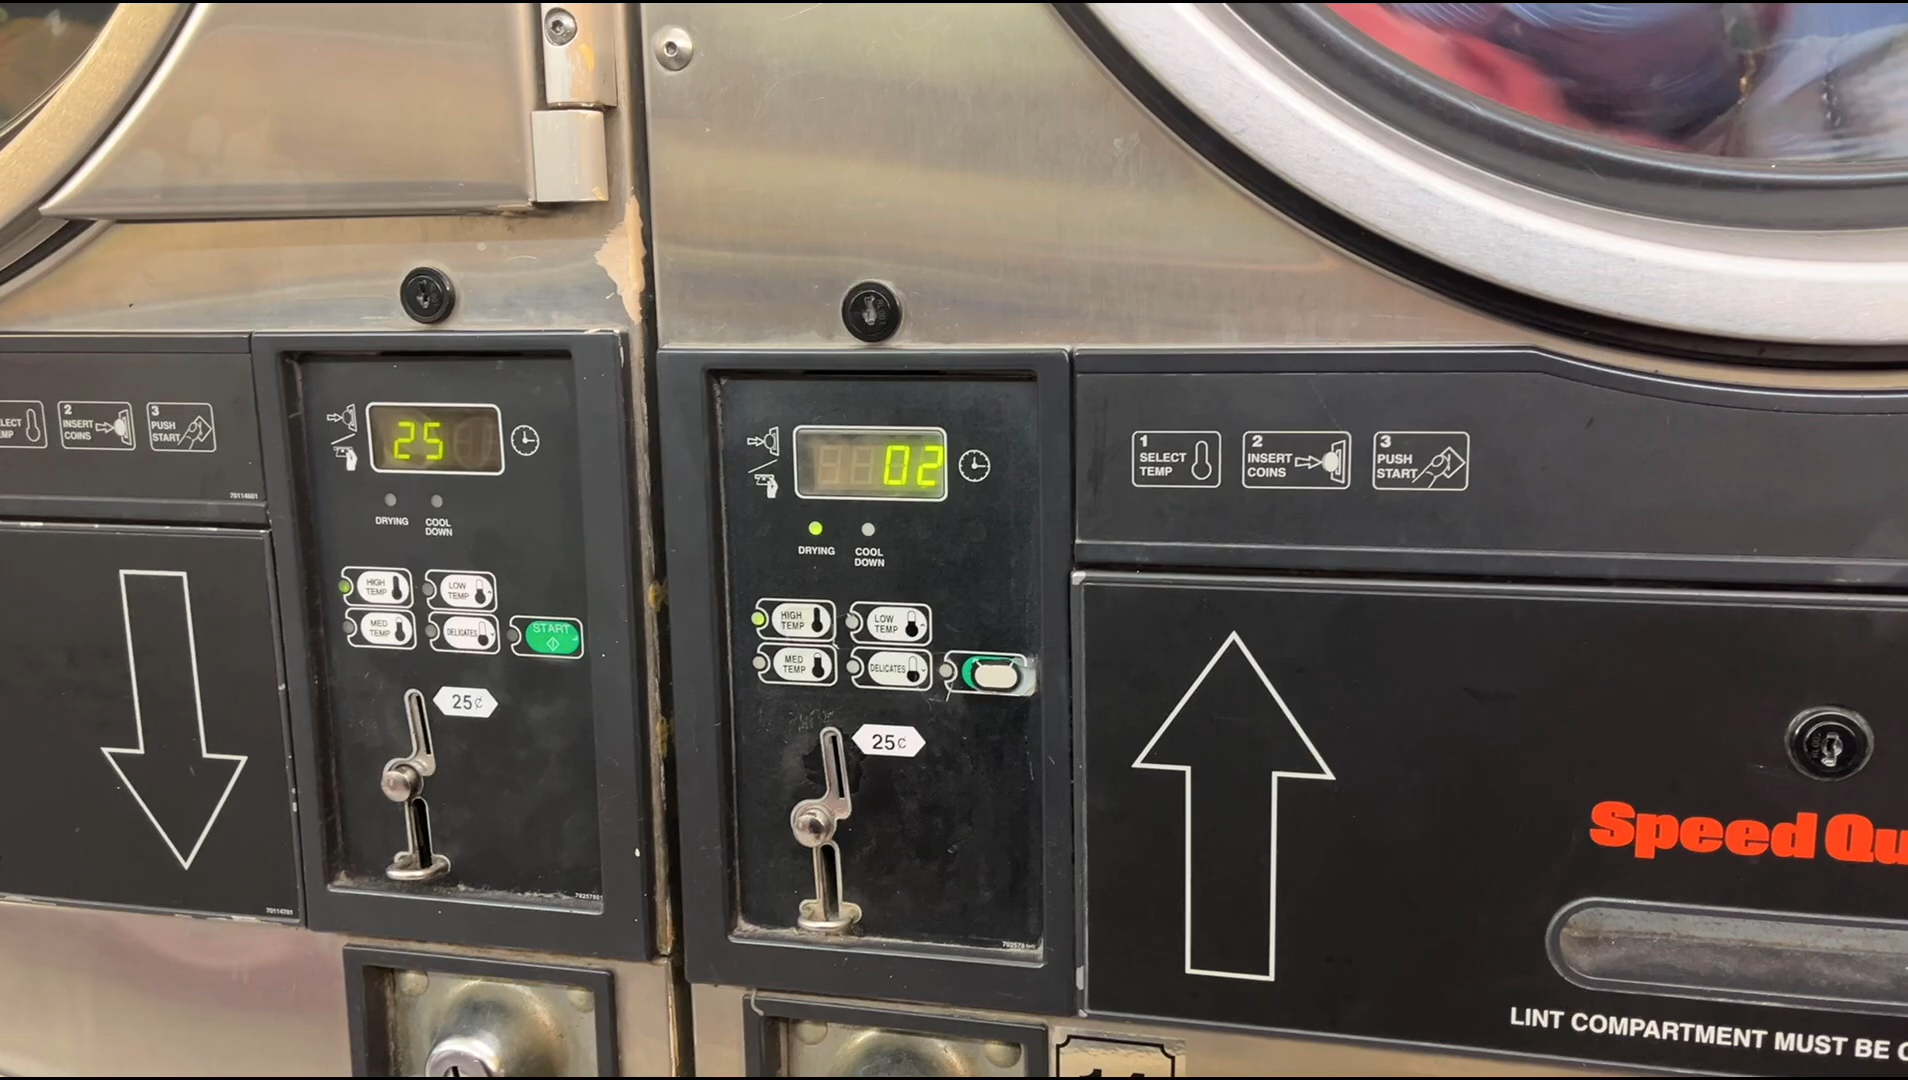 2
INSERT
COINS
3
PUSH
START
70114601
25
DRYING
COOL
DOWN
HIGH
TEMP
LOW
TEMP
MED
TEMP
DELICATES
START
25¢
70114701
02
DRYING
COOL
DOWN
HIGH
TEMP
LOW
TEMP
MED
TEMP
DELICATES
25¢
1
SELECT
TEMP
2
INSERT
COINS
3
PUSH
START
Speed Qu
LINT COMPARTMENT MUST BE